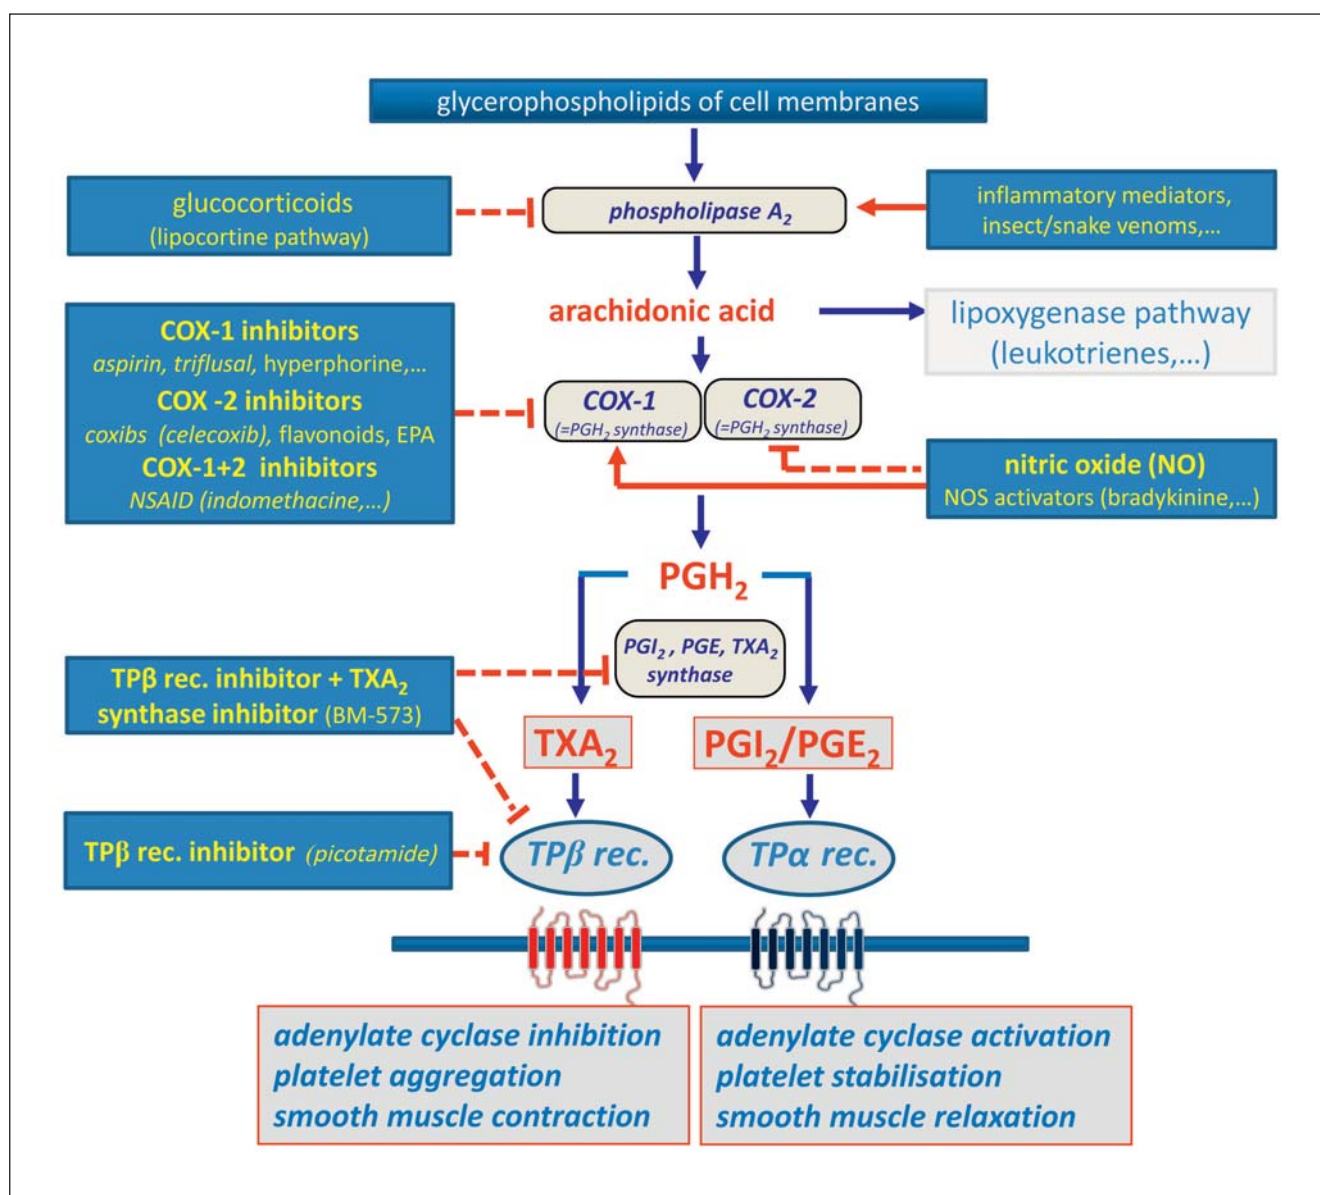 glycerophospolipids of cell membranes
glucocorticoids
(lipocortine pathway)
phospholipase A₂
inflammatory mediators,
insect/snake venoms,...
arachidonic acid
lipoxygenase pathway
(leukotrienes,...)
COX-1 inhibitors
aspirin, triflusal, hyperphorine,...
COX -2 inhibitors
coxibs (celecoxib), flavonoids, EPA
COX-1+2 inhibitors
NSAID (indomethacine,...)
COX-1
(=PGH₂ synthase)
COX-2
(=PGH₂ synthase)
nitric oxide (NO)
NOS activators (bradykinine,...)
PGH₂
PGI₂ , PGE, TXA₂
synthase
TPβ rec. inhibitor + TXA₂
synthase inhibitor (BM-573)
TXA₂
PGI₂/PGE₂
TPβ rec. inhibitor (picotamide)
TPβ rec.
TPα rec.
adenylate cyclase inhibition
platelet aggregation
smooth muscle contraction
adenylate cyclase activation
platelet stabilisation
smooth muscle relaxation